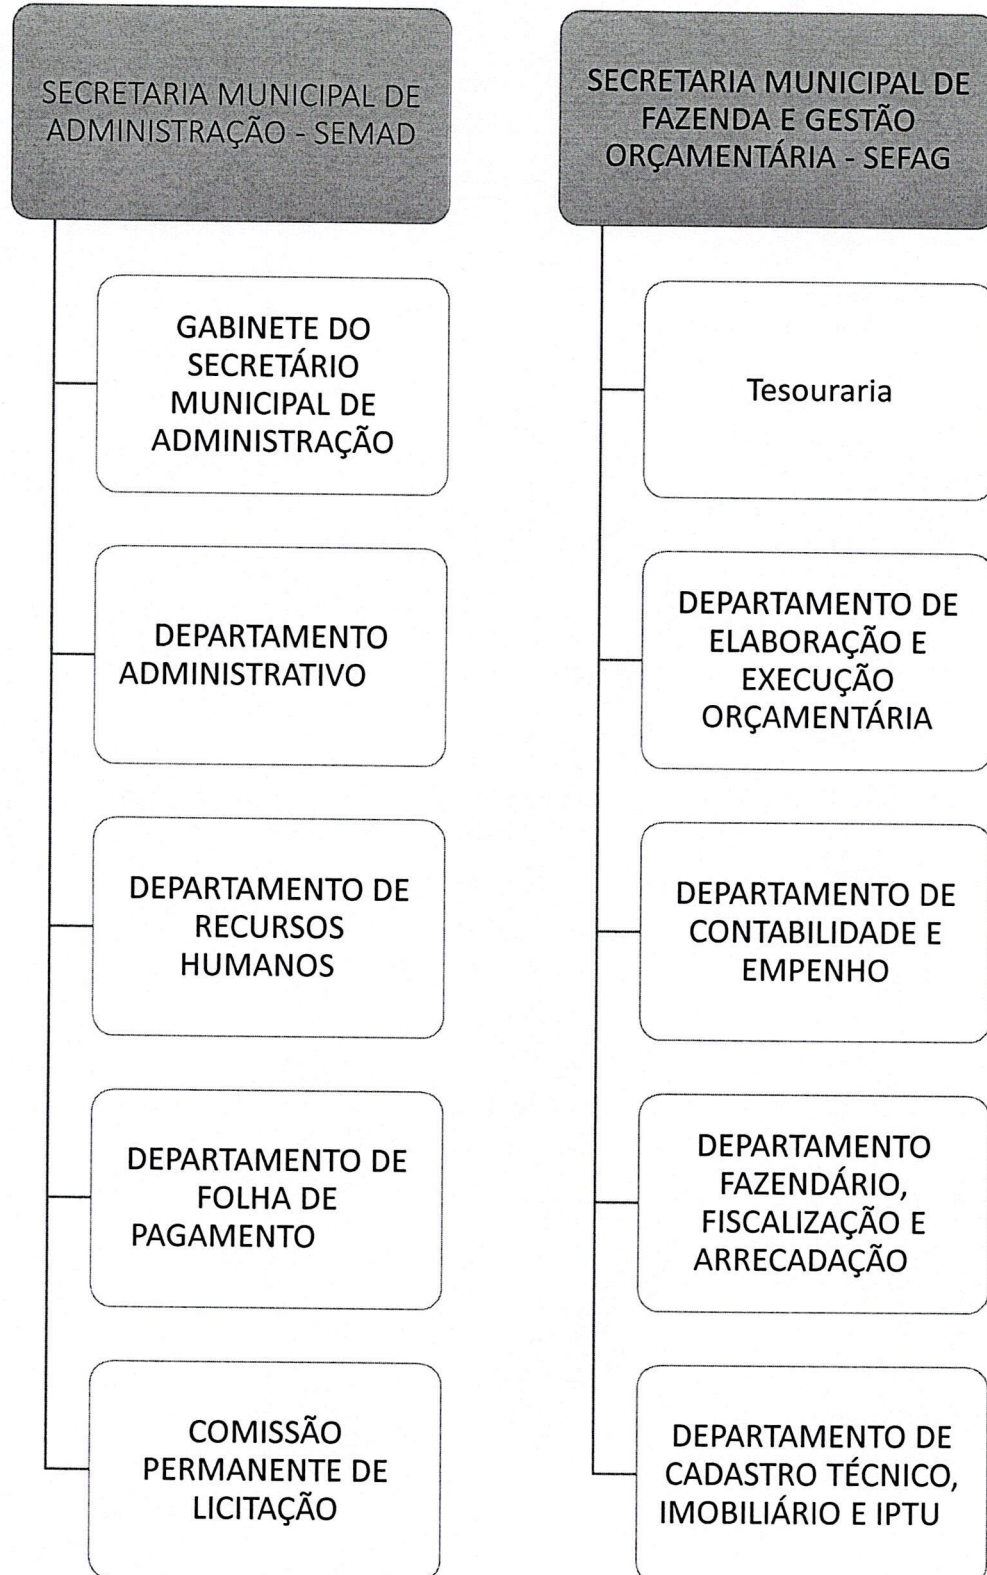 SECRETARIA MUNICIPAL DE
ADMINISTRAÇÃO - SEMAD
GABINETE DO
SECRETÁRIO
MUNICIPAL DE
ADMINISTRAÇÃO
DEPARTAMENTO
ADMINISTRATIVO
DEPARTAMENTO DE
RECURSOS
HUMANOS
DEPARTAMENTO DE
FOLHA DE
PAGAMENTO
COMISSÃO
PERMANENTE DE
LICITAÇÃO
SECRETARIA MUNICIPAL DE
FAZENDA E GESTÃO
ORÇAMENTÁRIA - SEFAG
Tesouraria
DEPARTAMENTO DE
ELABORAÇÃO E
EXECUÇÃO
ORÇAMENTÁRIA
DEPARTAMENTO DE
CONTABILIDADE E
EMPENHO
DEPARTAMENTO
FAZENDÁRIO,
FISCALIZAÇÃO E
ARRECADAÇÃO
DEPARTAMENTO DE
CADASTRO TÉCNICO,
IMOBILIÁRIO E IPTU